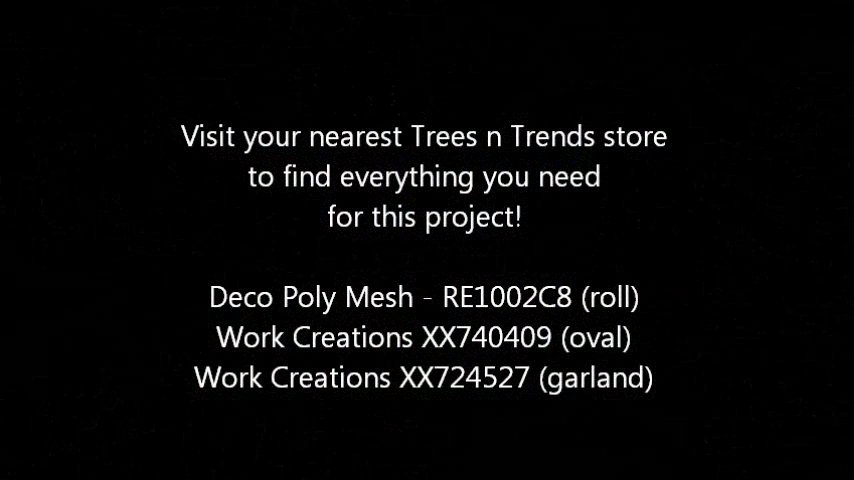 Visit your nearest Trees n Trends store
to find everything you need
for this project!
Deco Poly Mesh - RE1002C8 (roll)
Work Creations XX740409 (oval)
Work Creations XX724527 (garland)